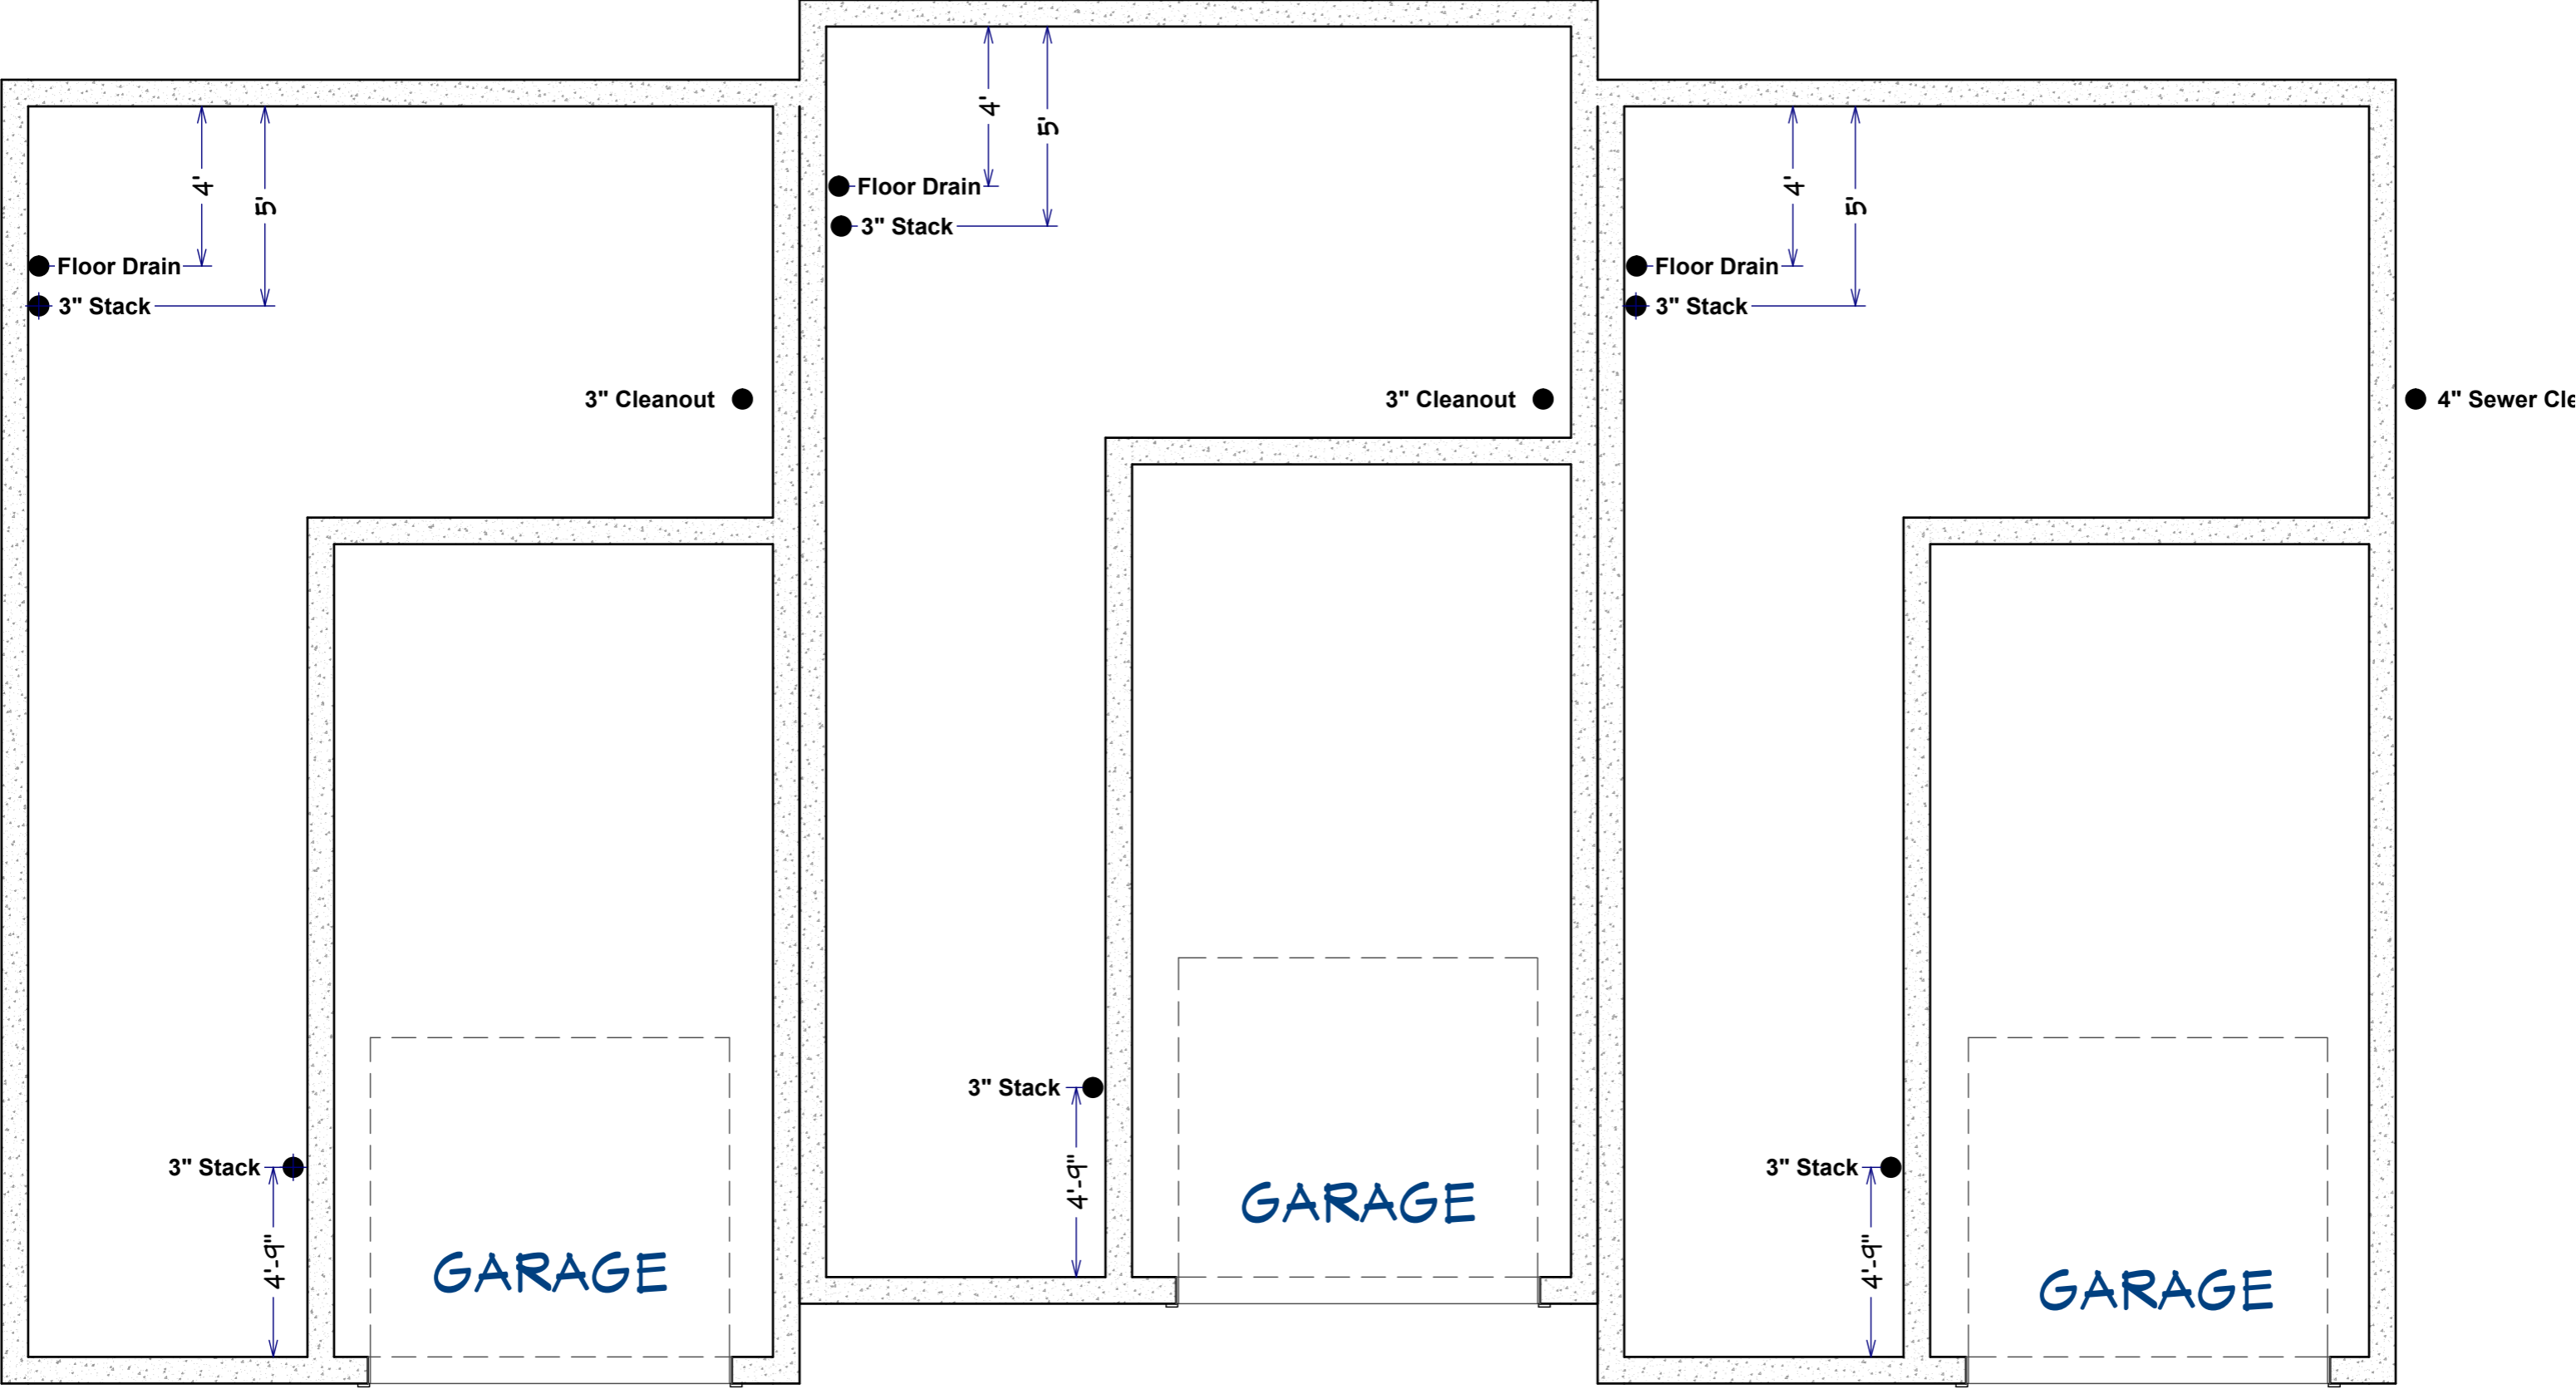 4'
5'
Floor Drain
3" Stack
3" Cleanout
3" Stack
4'-9"
GARAGE
4'
5'
Floor Drain
3" Stack
3" Cleanout
3" Stack
4'-9"
GARAGE
4'
5'
Floor Drain
3" Stack
4" Sewer Cle
3" Stack
4'-9"
GARAGE